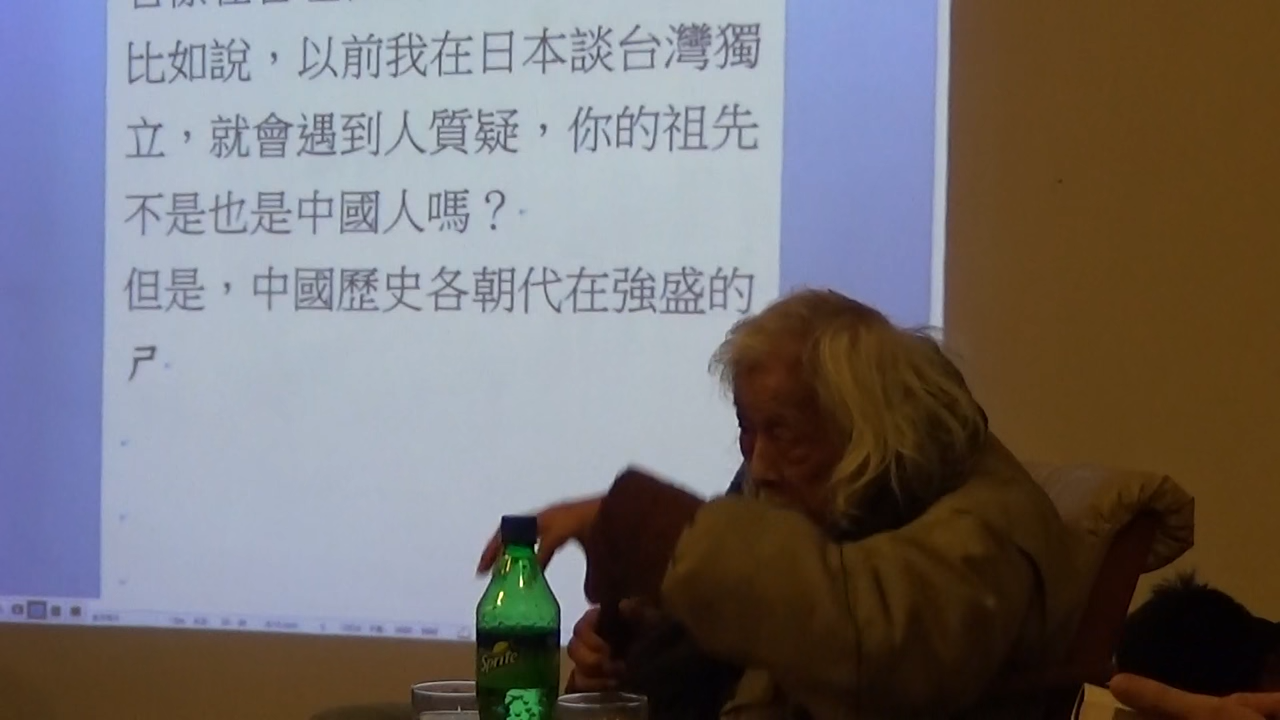 比如說，以前我在日本談台灣獨
立，就會遇到人質疑，你的祖先
不是也是中國人嗎？
但是，中國歷史各朝代在強盛的
ㄕ
Sprite